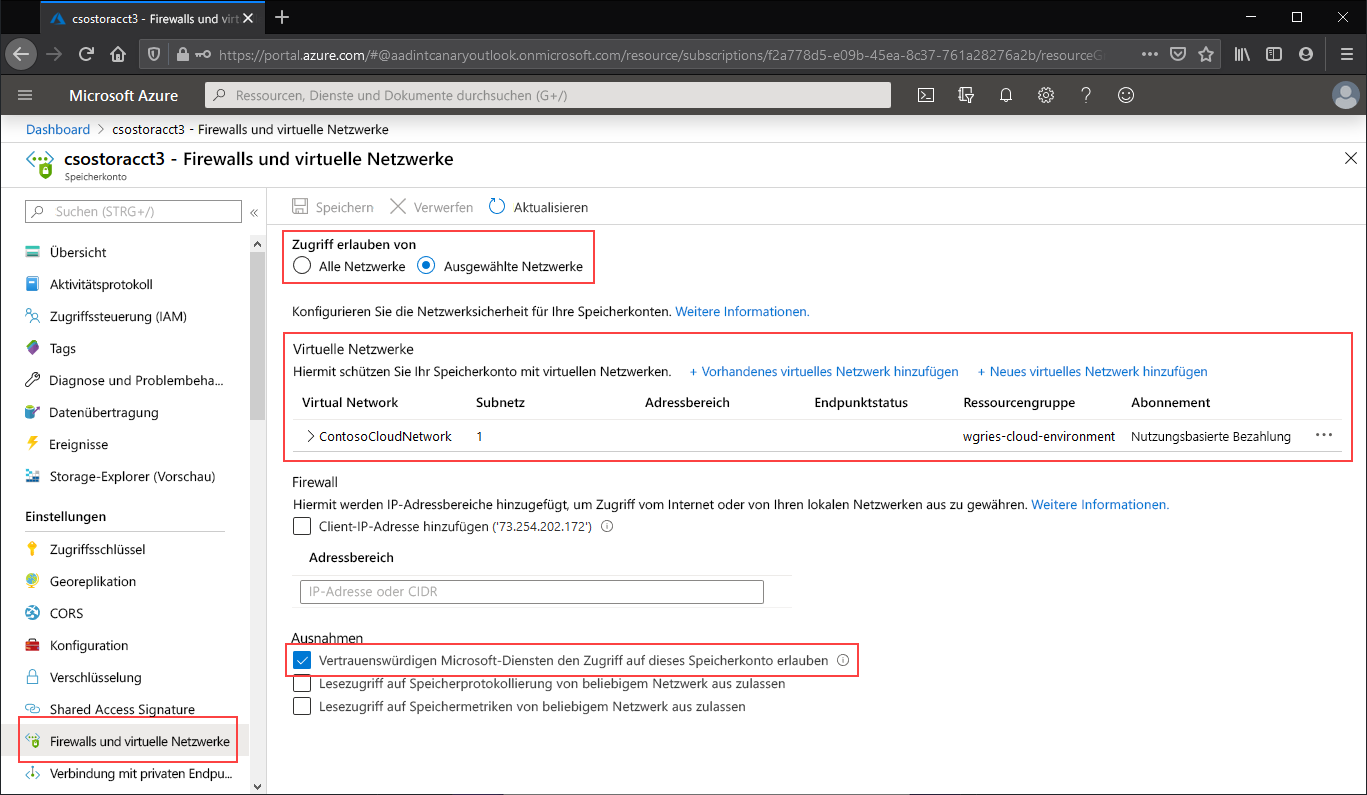 csostoracct3 - Firewalls und virt
https://portal.azure.com/#@aadintcanaryoutlook.onmicrosoft.com/resource/subscriptions/f2a778d5-e09b-45ea-8c37-761a28276a2b/resourceG
Microsoft Azure
Ressourcen, Dienste und Dokumente durchsuchen (G+/)
Dashboard > csostoracct3 - Firewalls und virtuelle Netzwerke
csostoracct3 - Firewalls und virtuelle Netzwerke
Speicherkonto
Suchen (STRG+/)
«
Übersicht
Aktivitätsprotokoll
Zugriffssteuerung (IAM)
Tags
Diagnose und Problembeha...
Datenübertragung
Ereignisse
Storage-Explorer (Vorschau)
Einstellungen
Zugriffsschlüssel
Georeplikation
CORS
Konfiguration
Verschlüsselung
Shared Access Signature
Firewalls und virtuelle Netzwerke
Verbindung mit privaten Endpu...
Speichern Verwerfen Aktualisieren
Zugriff erlauben von
Alle Netzwerke Ausgewählte Netzwerke
Konfigurieren Sie die Netzwerksicherheit für Ihre Speicherkonten. Weitere Informationen.
Virtuelle Netzwerke
Hiermit schützen Sie Ihr Speicherkonto mit virtuellen Netzwerken. + Vorhandenes virtuelles Netzwerk hinzufügen + Neues virtuelles Netzwerk hinzufügen
Virtual Network Subnetz Adressbereich Endpunktstatus Ressourcengruppe Abonnement
ContosoCloudNetwork 1 wgries-cloud-environment Nutzungsbasierte Bezahlung ...
Firewall
Hiermit werden IP-Adressbereiche hinzugefügt, um Zugriff vom Internet oder von Ihren lokalen Netzwerken aus zu gewähren. Weitere Informationen.
Client-IP-Adresse hinzufügen ('73.254.202.172')
Adressbereich
IP-Adresse oder CIDR
Ausnahmen
Vertrauenswürdigen Microsoft-Diensten den Zugriff auf dieses Speicherkonto erlauben
Lesezugriff auf Speicherprotokollierung von beliebigem Netzwerk aus zulassen
Lesezugriff auf Speichermetriken von beliebigem Netzwerk aus zulassen